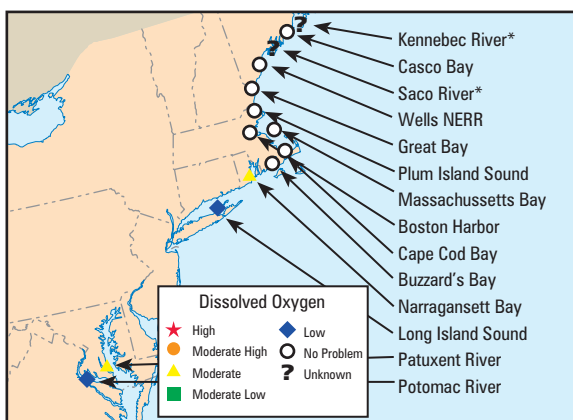 Kennebec River*
Casco Bay
Saco River*
Wells NERR
Great Bay
Plum Island Sound
Massachussetts Bay
Boston Harbor
Cape Cod Bay
Buzzard's Bay
Narragansett Bay
Long Island Sound
Patuxent River
Potomac River
Dissolved Oxygen
High
Moderate High
Moderate
Moderate Low
Low
No Problem
? Unknown
?
?